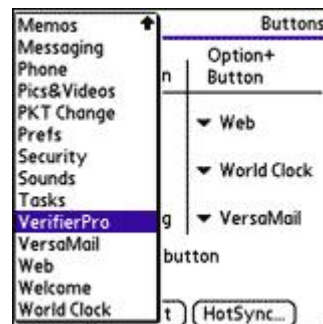 Memos
Messaging
Phone
Pics&Videos
PKT Change
Prefs
Security
Sounds
Tasks
VerifierPro
VersaMail
Web
Welcome
World Clock
Buttons
Option+
n Button
Web
World Clock
g VersaMail
button
t HotSync...